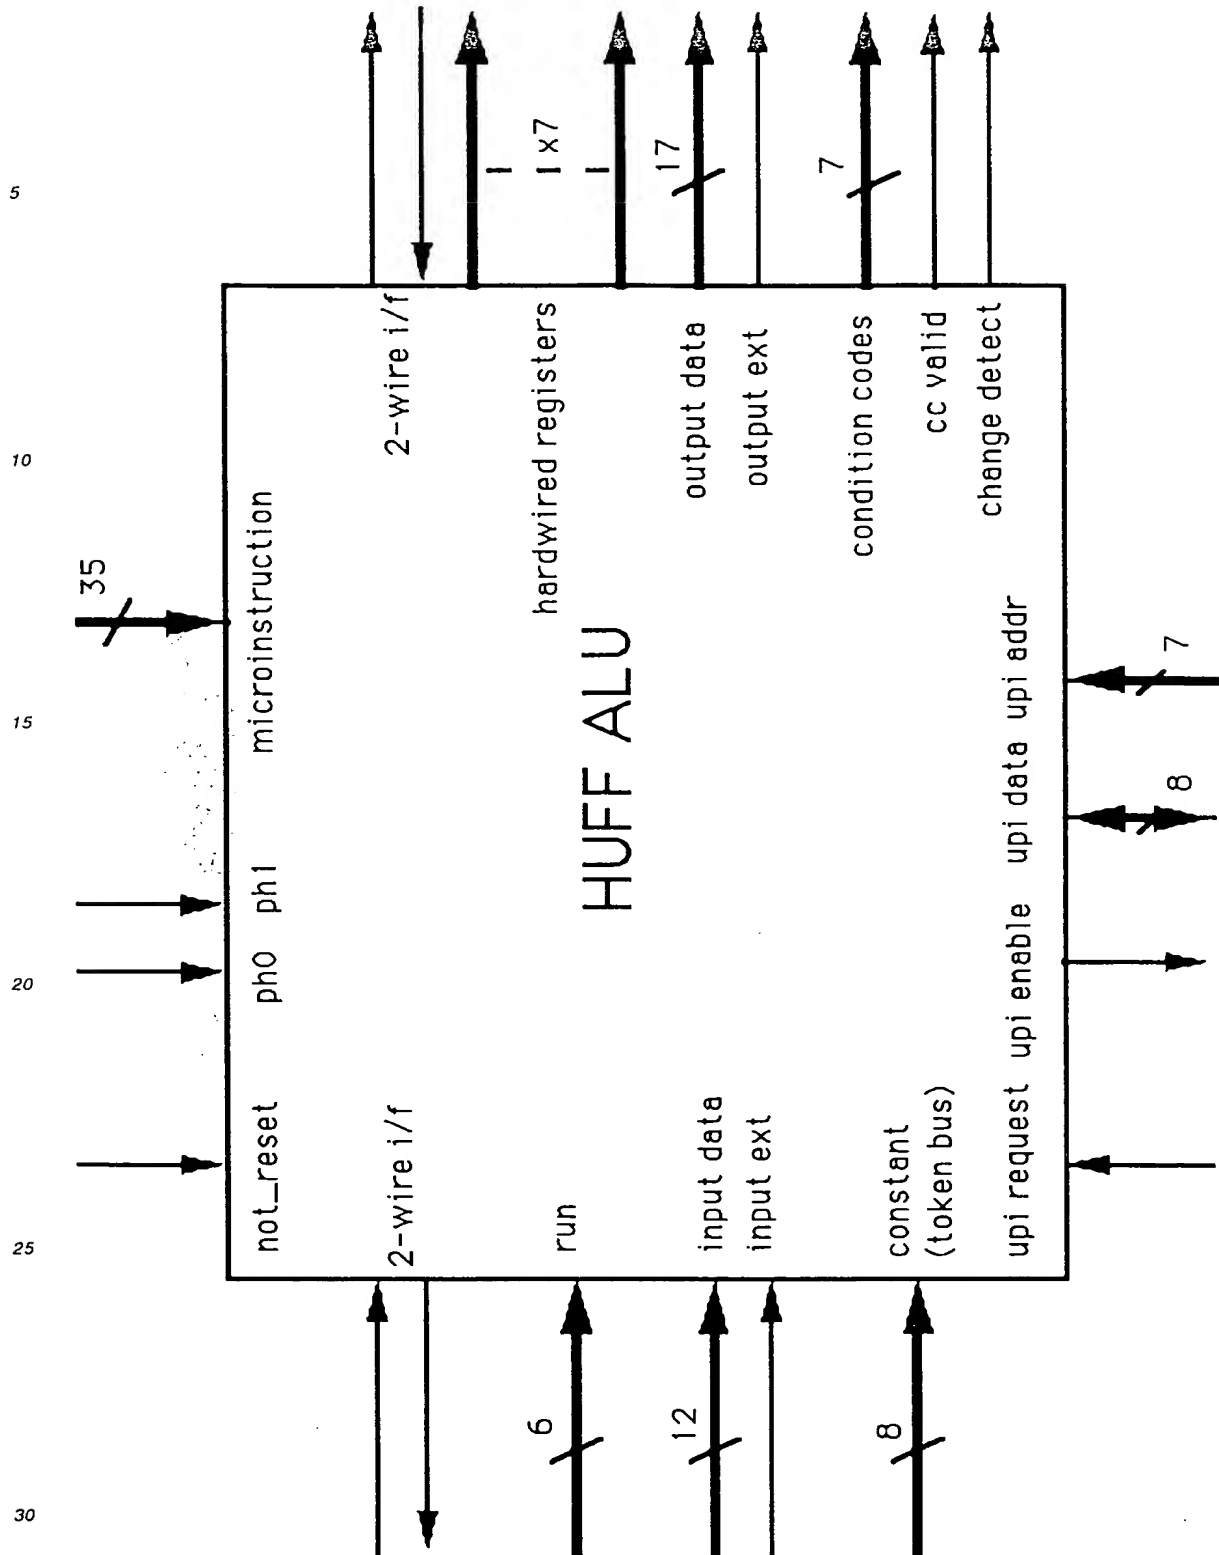 5
10
15
20
25
30
not_reset
ph0
ph1
microinstruction
35
2-wire i/f
run
6
input data
12
input ext
constant
(token bus)
8
HUFF ALU
2-wire i/f
hardwired registers
x7
output data
17
output ext
condition codes
7
cc valid
change detect
upi request
upi enable
upi data
8
upi addr
7